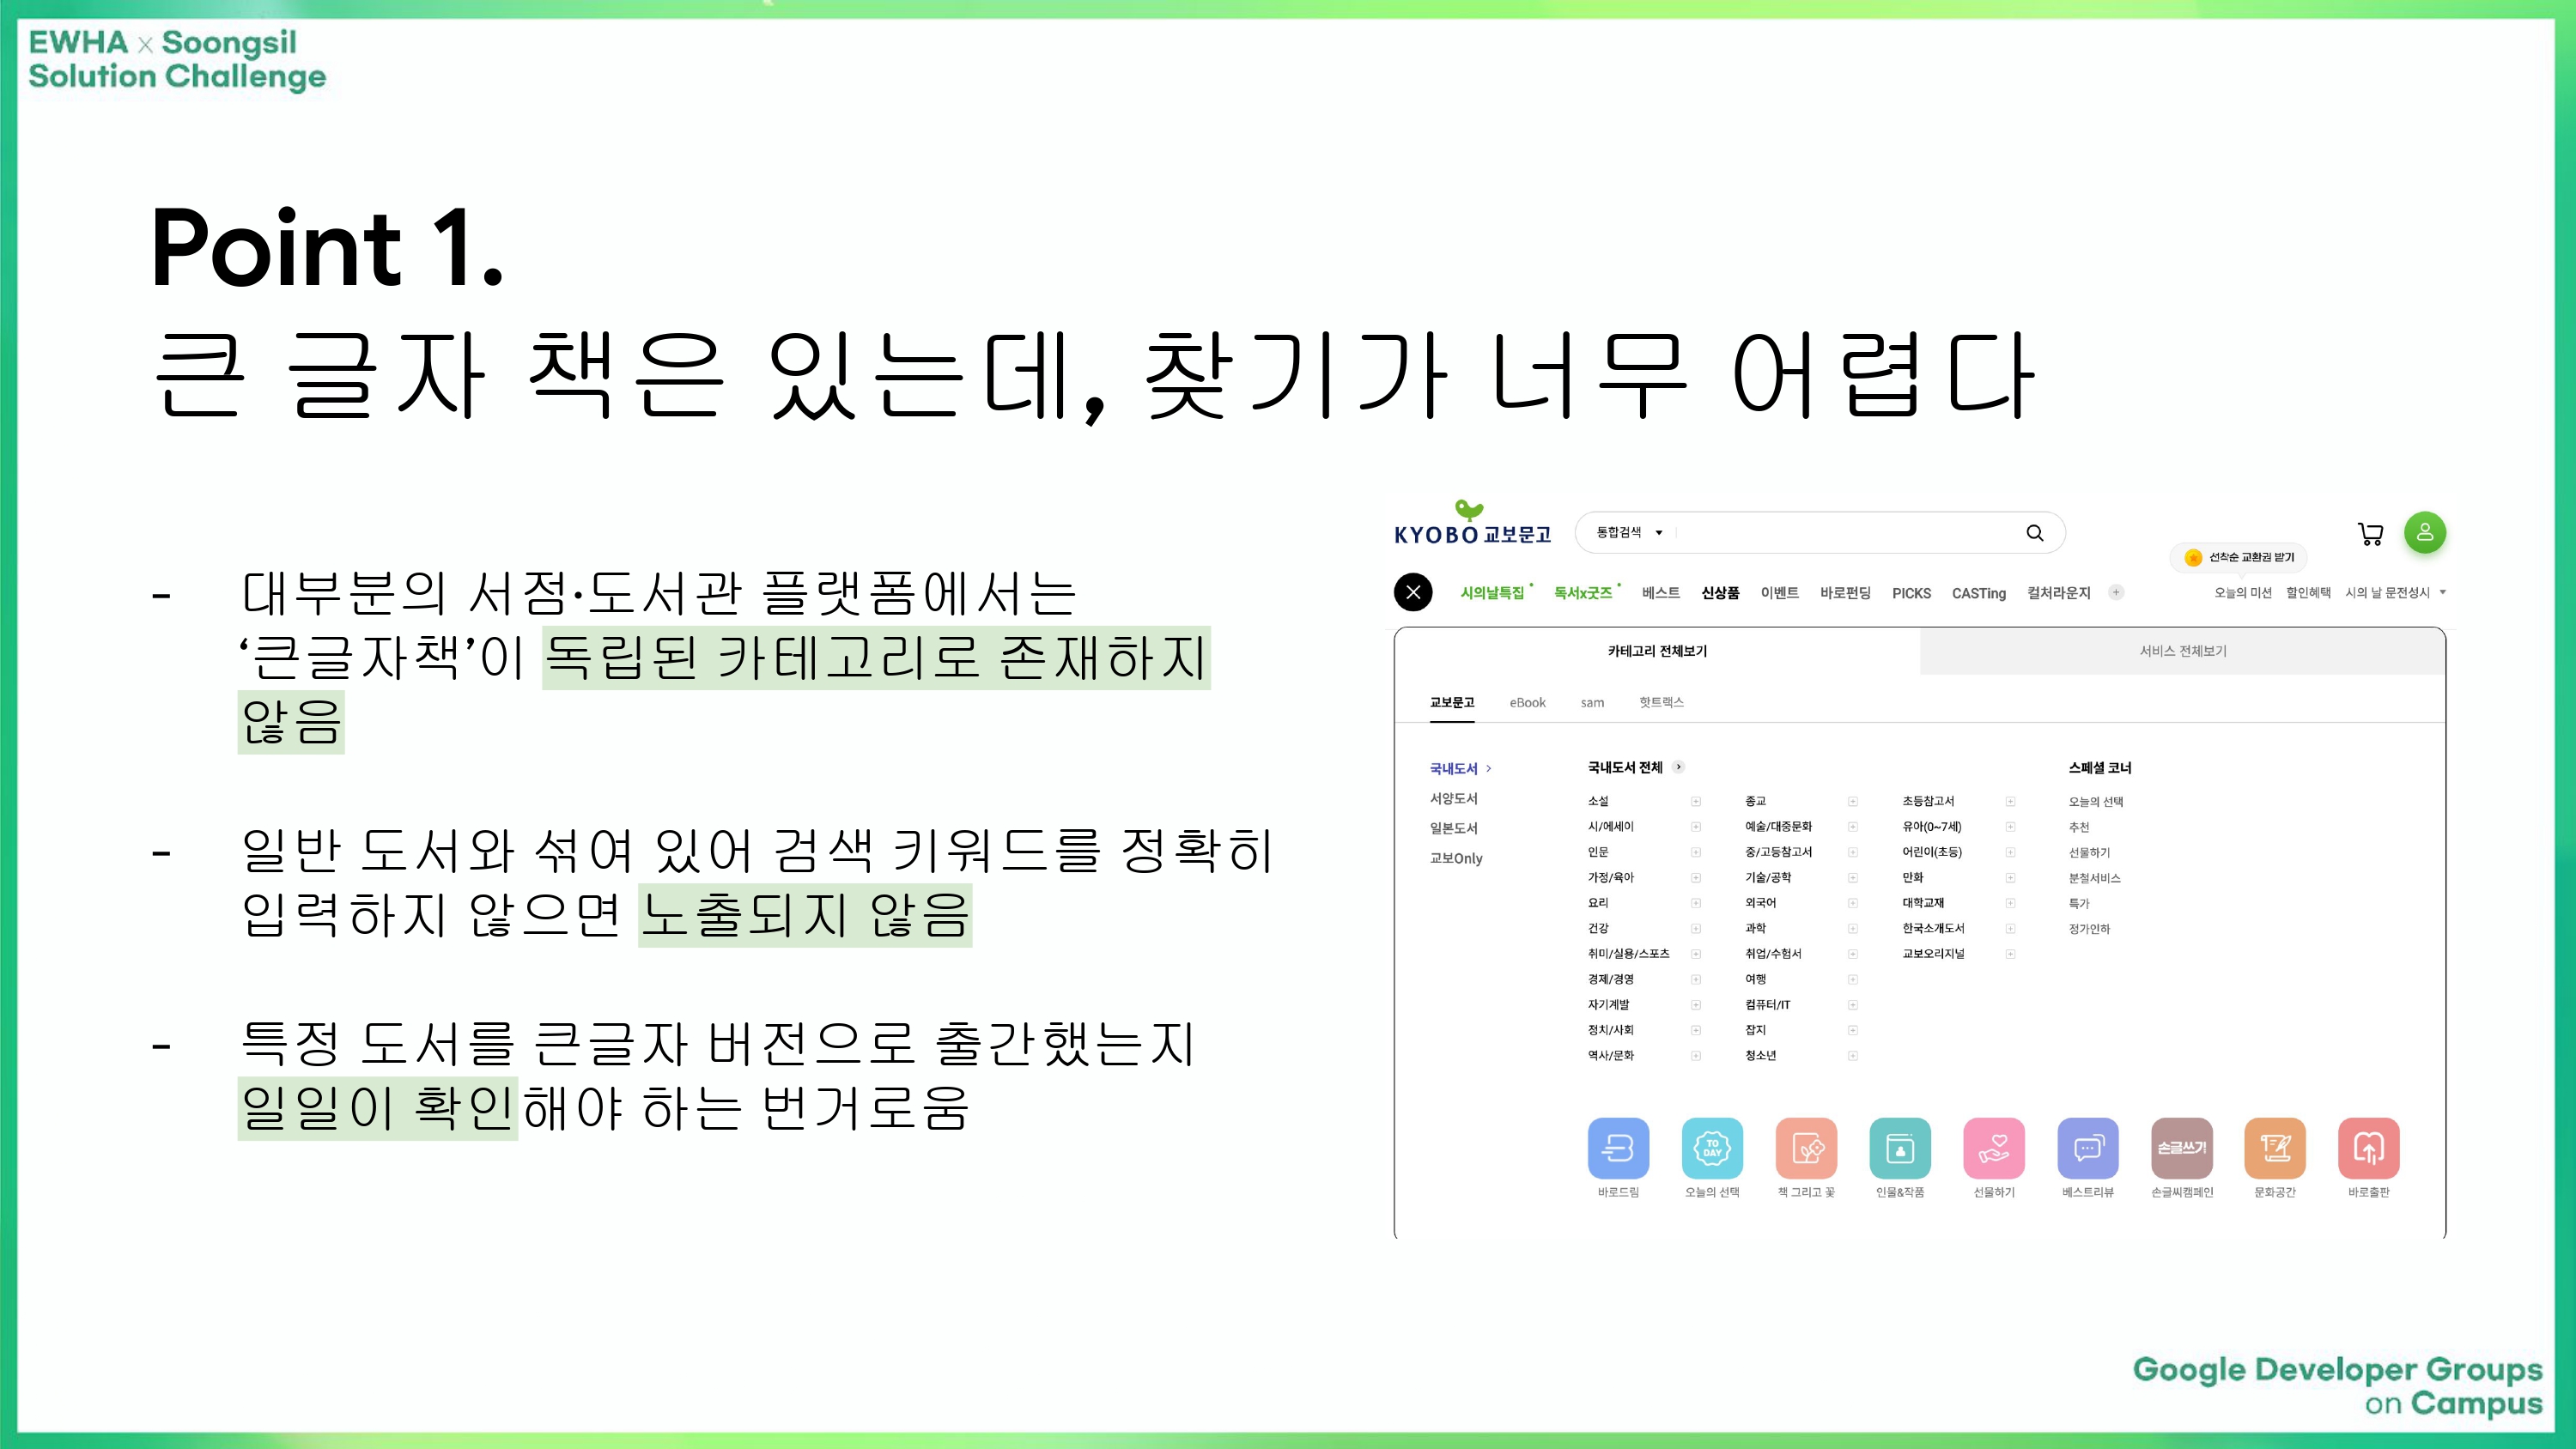 EWHA x Soongsil
Solution Challenge
Point 1.
큰 글자 책은 있는데, 찾기가 너무 어렵다
- 대부분의 서점·도서관 플랫폼에서는
‘큰글자책’이 독립된 카테고리로 존재하지
않음
- 일반 도서와 섞여 있어 검색 키워드를 정확히
입력하지 않으면 노출되지 않음
- 특정 도서를 큰글자 버전으로 출간했는지
일일이 확인해야 하는 번거로움
KYOBO 교보문고
통합검색
선착순 교환권 받기
시의날특집 독서x굿즈 베스트 신상품 이벤트 바로펀딩 PICKS CASTing 컬처라운지
오늘의 미션 할인혜택 시의 날 문전성시
카테고리 전체보기 서비스 전체보기
교보문고 eBook sam 핫트랙스
국내도서
서양도서
일본도서
교보Only
국내도서 전체
소설
시/에세이
인문
가정/육아
요리
건강
취미/실용/스포츠
경제/경영
자기계발
정치/사회
역사/문화
종교
예술/대중문화
중/고등참고서
기술/공학
외국어
과학
취업/수험서
여행
컴퓨터/IT
잡지
청소년
초등참고서
유아(0~7세)
어린이(초등)
만화
대학교재
한국소개도서
교보오리지널
스페셜 코너
오늘의 선택
추천
선물하기
분철서비스
특가
정가인하
TO
DAY
손글쓰기
바로드림 오늘의 선택 책 그리고 꽃 인물&작품 선물하기 베스트리뷰 손글씨캠페인 문화공간 바로출판
Google Developer Groups
on Campus